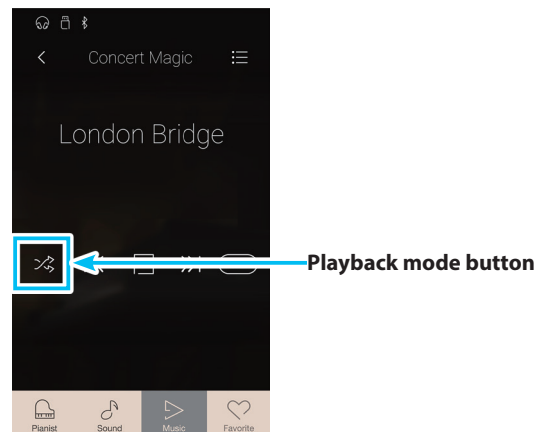 Concert Magic
London Bridge
Playback mode button
Pianist Sound Music Favorite